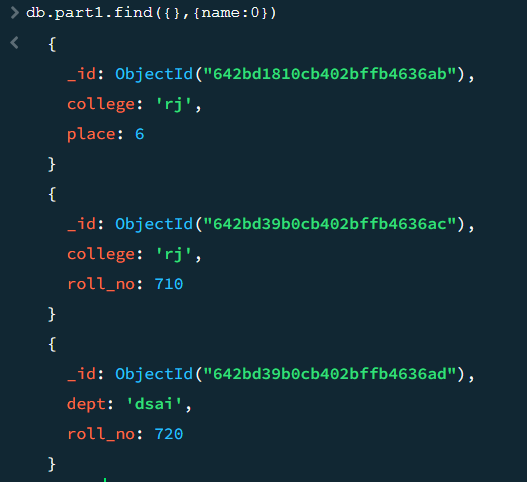 > db.part1.find({},{name:0})
< {
_id: ObjectId("642bd1810cb402bffb4636ab"),
college: 'rj',
place: 6
}
{
_id: ObjectId("642bd39b0cb402bffb4636ac"),
college: 'rj',
roll_no: 710
}
{
_id: ObjectId("642bd39b0cb402bffb4636ad"),
dept: 'dsai',
roll_no: 720
}